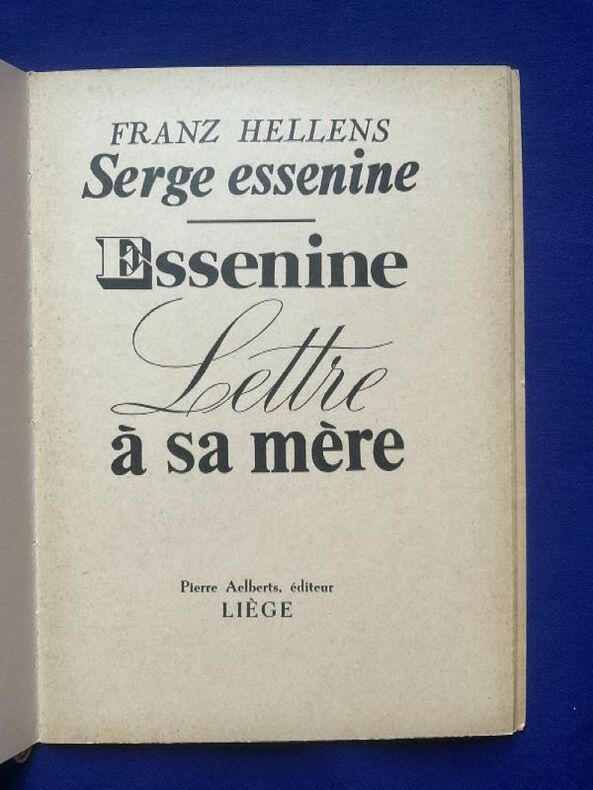 FRANZ HELLENS
Serge essenine
Essenine
Lettre
à sa mère
Pierre Aelberts, éditeur
LIÈGE